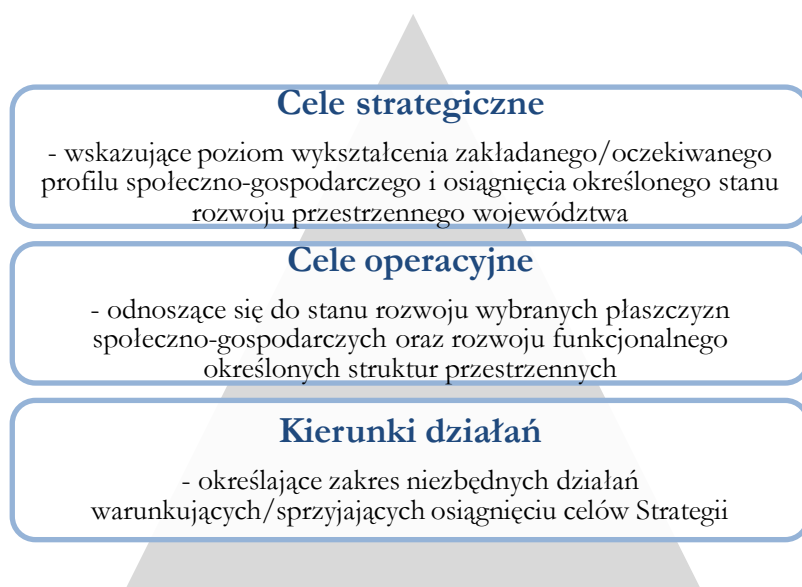 Cele strategiczne
- wskazujące poziom wykształcenia zakładanego/oczekiwanego
profilu społeczno-gospodarczego i osiągnięcia określonego stanu
rozwoju przestrzennego województwa
Cele operacyjne
- odnoszące się do stanu rozwoju wybranych płaszczyzn
społeczno-gospodarczych oraz rozwoju funkcjonalnego
określonych struktur przestrzennych
Kierunki działań
- określające zakres niezbędnych działań
warunkujących/sprzyjających osiągnięciu celów Strategii